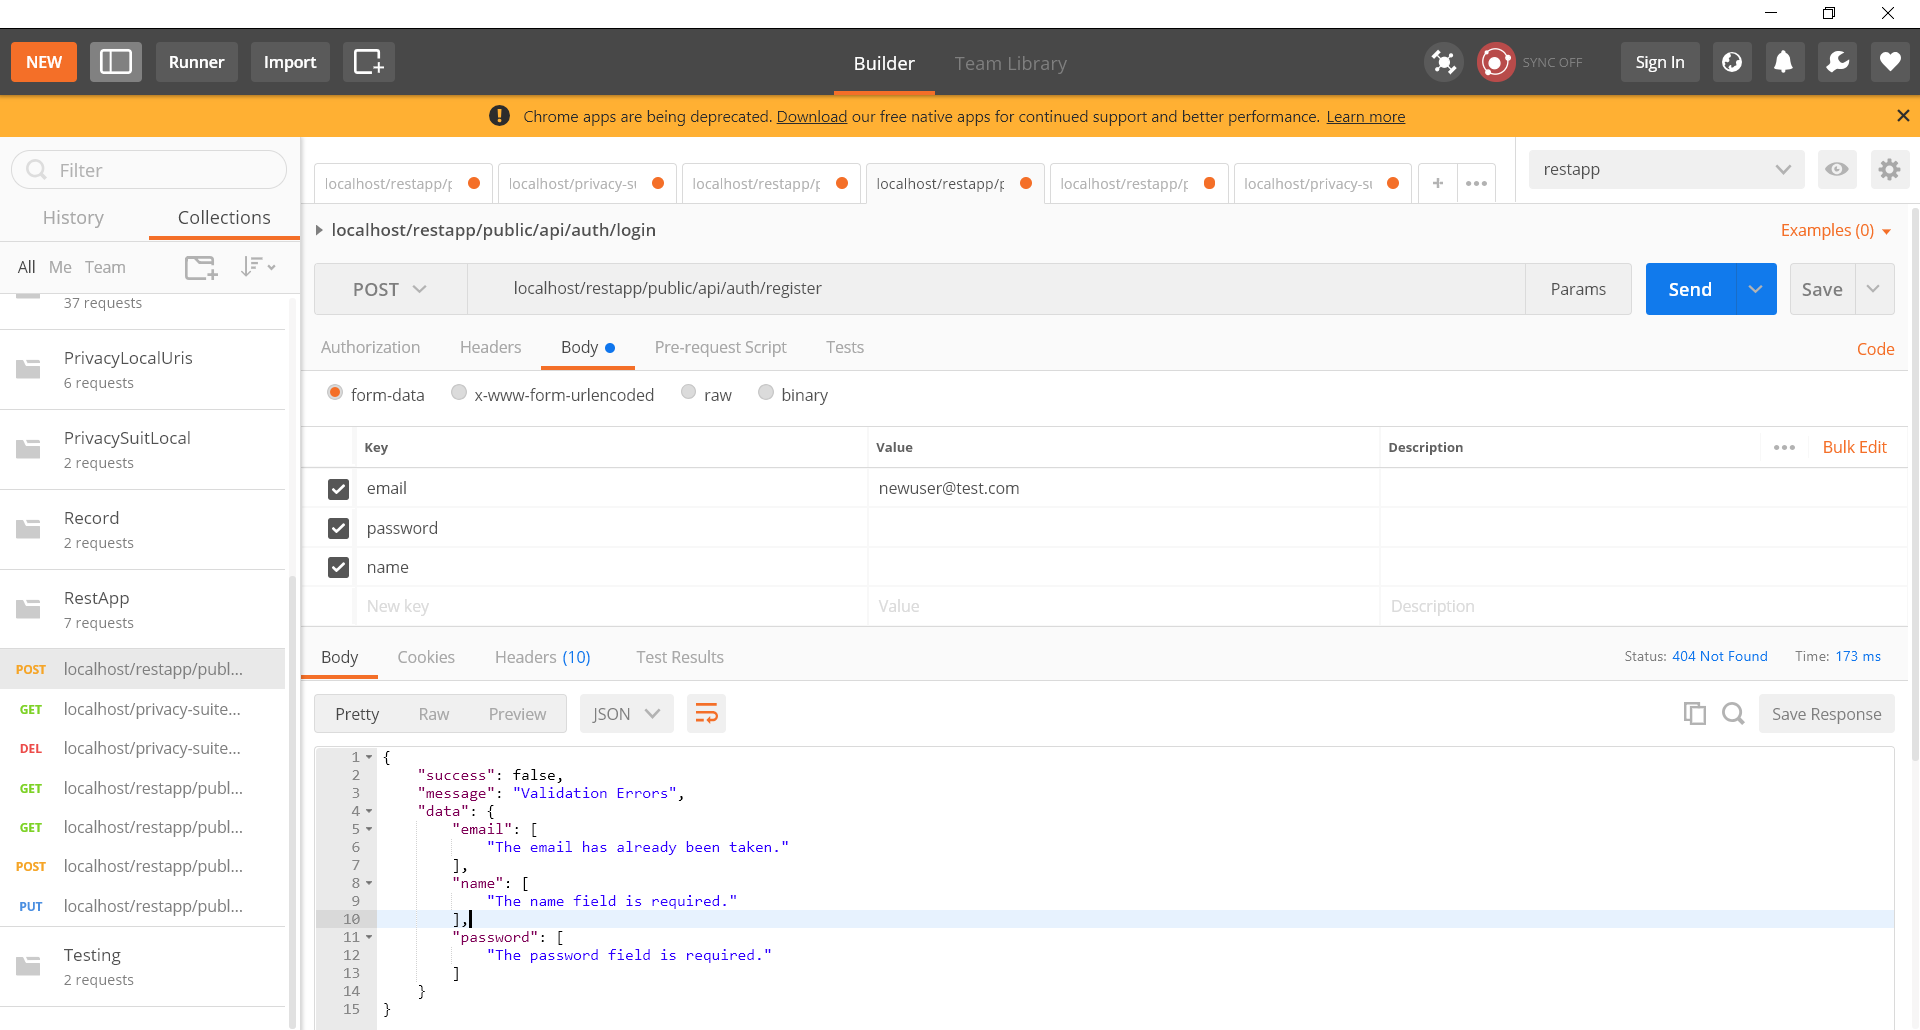 NEW
Runner
Import
Builder
Team Library
SYNC OFF
Sign In
Chrome apps are being deprecated. Download our free native apps for continued support and better performance. Learn more
Filter
History
Collections
All Me Team
37 requests
PrivacyLocalUris
6 requests
PrivacySuitLocal
2 requests
Record
2 requests
RestApp
7 requests
POST localhost/restapp/publ...
GET localhost/privacy-suite...
DEL localhost/privacy-suite...
GET localhost/restapp/publ...
GET localhost/restapp/publ...
POST localhost/restapp/publ...
PUT localhost/restapp/publ...
Testing
2 requests
localhost/restapp/p localhost/privacy-su localhost/restapp/p localhost/restapp/p localhost/restapp/p localhost/privacy-su + •••
restapp
localhost/restapp/public/api/auth/login
Examples (0)
POST localhost/restapp/public/api/auth/register Params Send Save
Authorization Headers Body Pre-request Script Tests Code
form-data x-www-form-urlencoded raw binary
Key Value Description ••• Bulk Edit
email newuser@test.com
password
name
New key Value Description
Body Cookies Headers (10) Test Results Status: 404 Not Found Time: 173 ms
Pretty Raw Preview JSON Save Response
1 {
2 "success": false,
3 "message": "Validation Errors",
4 "data": {
5 "email": [
6 "The email has already been taken."
7 ],
8 "name": [
9 "The name field is required."
10 ],
11 "password": [
12 "The password field is required."
13 ]
14 }
15 }